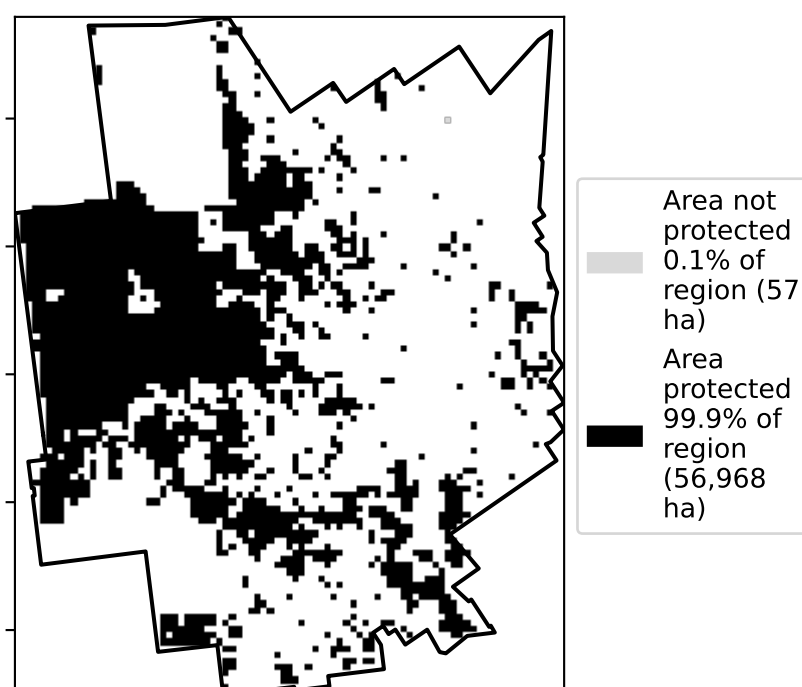 Area not
protected
0.1% of
region (57
ha)
Area
protected
99.9% of
region
(56,968
ha)